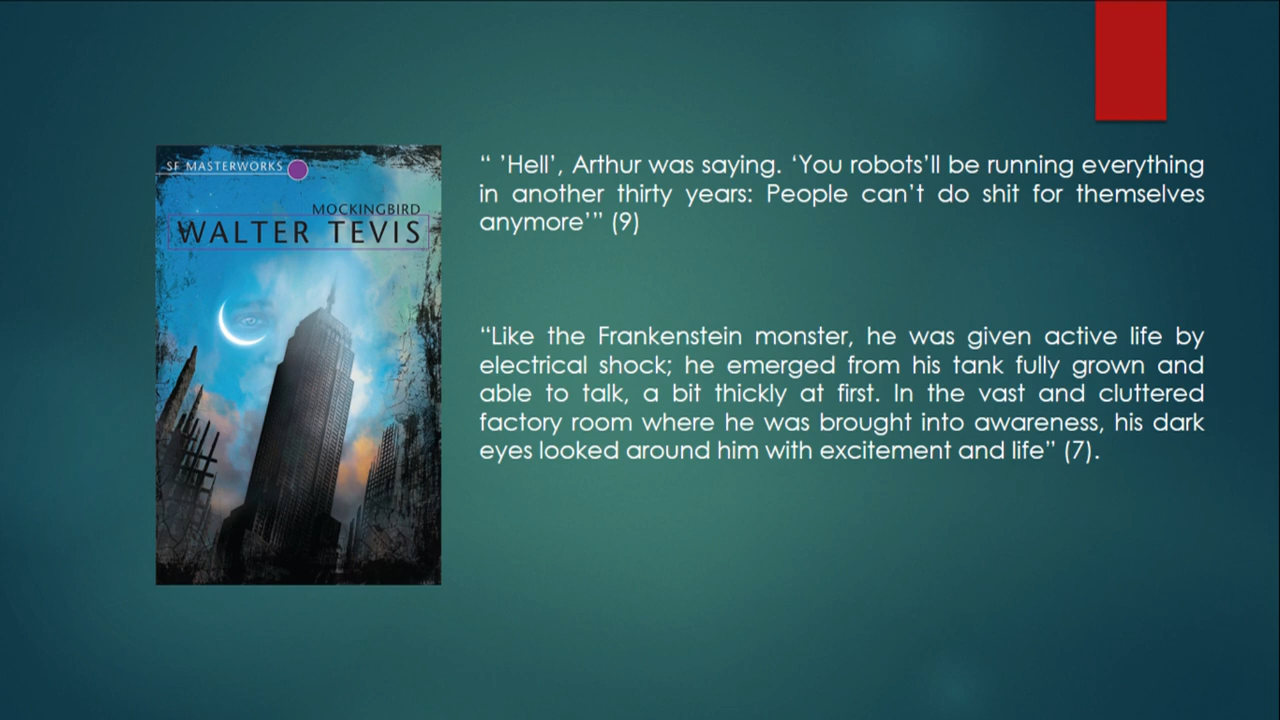 SF MASTERWORKS
MOCKINGBIRD
WALTER TEVIS
“ ’Hell’, Arthur was saying. ‘You robots’ll be running everything
in another thirty years: People can’t do shit for themselves
anymore’” (9)
“Like the Frankenstein monster, he was given active life by
electrical shock; he emerged from his tank fully grown and
able to talk, a bit thickly at first. In the vast and cluttered
factory room where he was brought into awareness, his dark
eyes looked around him with excitement and life” (7).